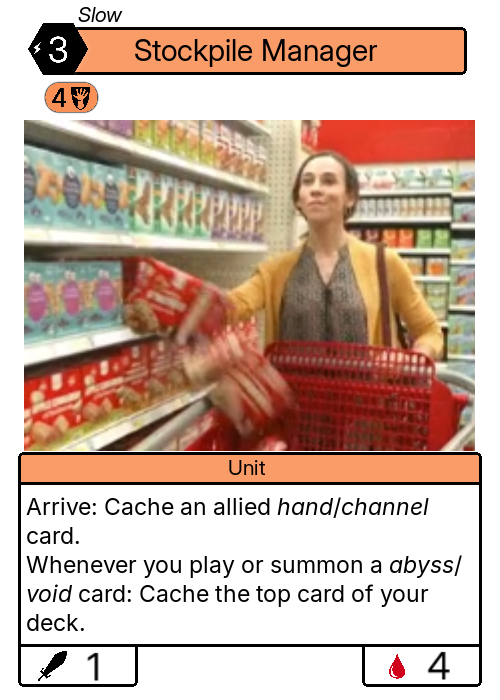 Slow
3
Stockpile Manager
4
Unit
Arrive: Cache an allied hand/channel
card.
Whenever you play or summon a abyss/
void card: Cache the top card of your
deck.
1
4